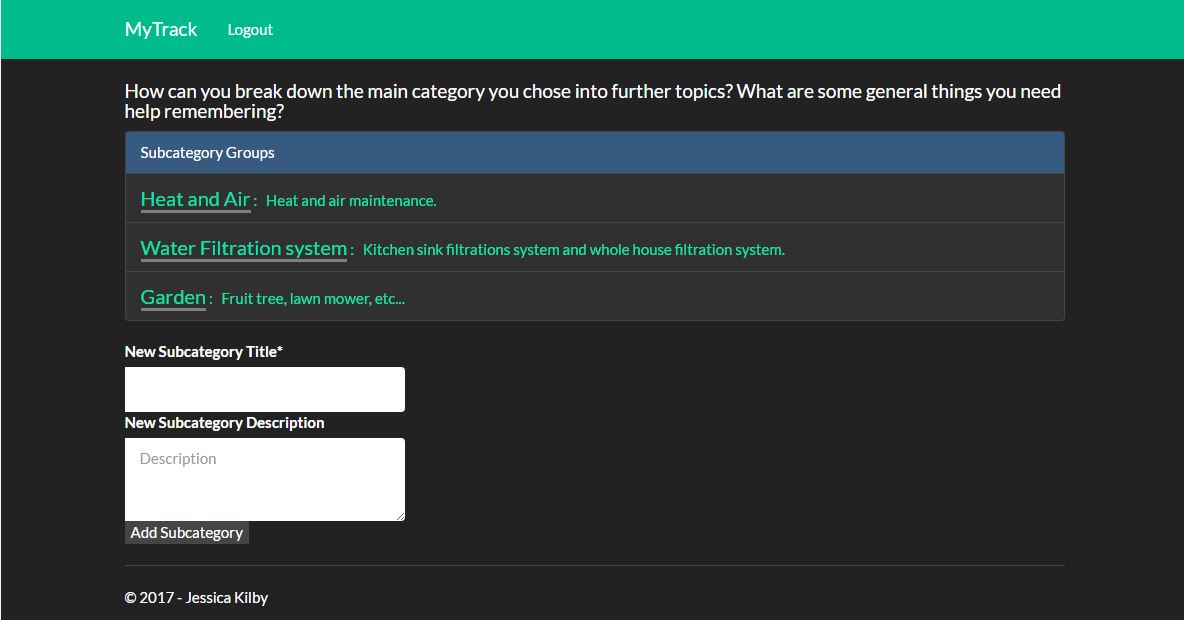 MyTrack Logout
How can you break down the main category you chose into further topics? What are some general things you need
help remembering?
Subcategory Groups
Heat and Air : Heat and air maintenance.
Water Filtration system : Kitchen sink filtrations system and whole house filtration system.
Garden : Fruit tree, lawn mower, etc...
New Subcategory Title*
New Subcategory Description
Description
Add Subcategory
© 2017 - Jessica Kilby